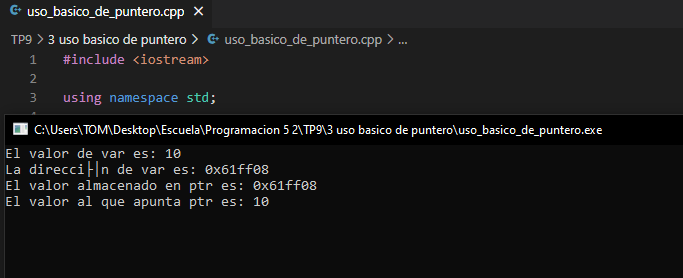 uso_basico_de_puntero.cpp ×
TP9 > 3 uso basico de puntero > uso_basico_de_puntero.cpp > ...
1 #include <iostream>
2
3 using namespace std;
C:\Users\TOM\Desktop\Escuela\Programacion 5 2\TP9\3 uso basico de puntero\uso_basico_de_puntero.exe
El valor de var es: 10
La direcci├│n de var es: 0x61ff08
El valor almacenado en ptr es: 0x61ff08
El valor al que apunta ptr es: 10